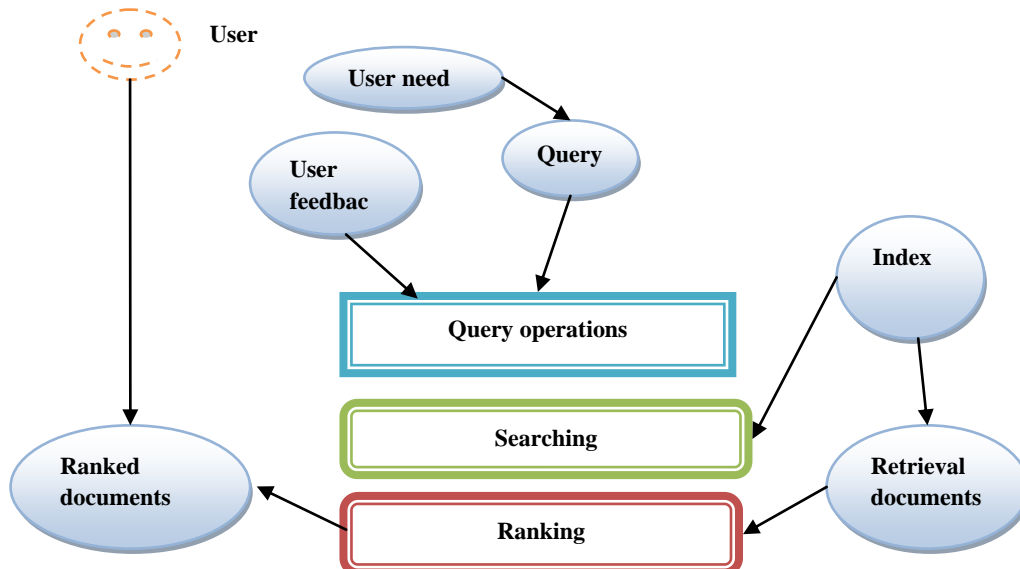 User
User need
Query
User
feedbac
Index
Query operations
Searching
Ranked
documents
Retrieval
documents
Ranking